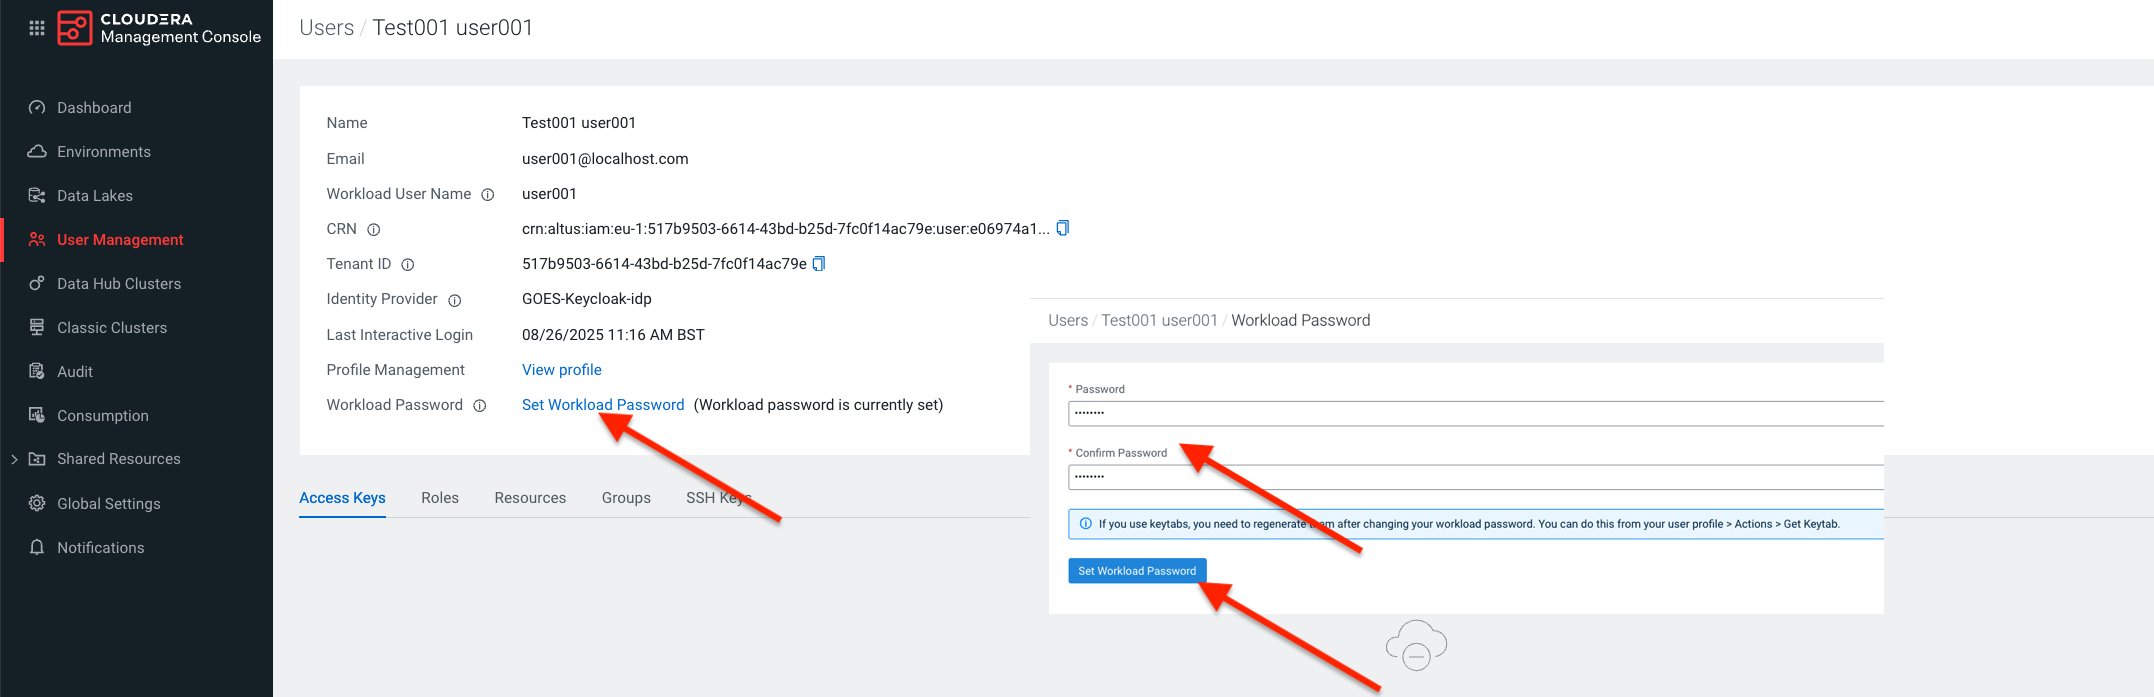 CLOUDERA
Management Console
Dashboard
Environments
Data Lakes
User Management
Data Hub Clusters
Classic Clusters
Audit
Consumption
Shared Resources
Global Settings
Notifications
Users / Test001 user001
Name Test001 user001
Email user001@localhost.com
Workload User Name user001
CRN crn:altus:iam:eu-1:517b9503-6614-43bd-b25d-7fc0f14ac79e:user:e06974a1...
Tenant ID 517b9503-6614-43bd-b25d-7fc0f14ac79e
Identity Provider GOES-Keycloak-idp
Last Interactive Login 08/26/2025 11:16 AM BST
Profile Management View profile
Workload Password Set Workload Password (Workload password is currently set)
Access Keys Roles Resources Groups SSH Keys
Users / Test001 user001 / Workload Password
* Password
••••••••
* Confirm Password
••••••••
If you use keytabs, you need to regenerate them after changing your workload password. You can do this from your user profile > Actions > Get Keytab.
Set Workload Password